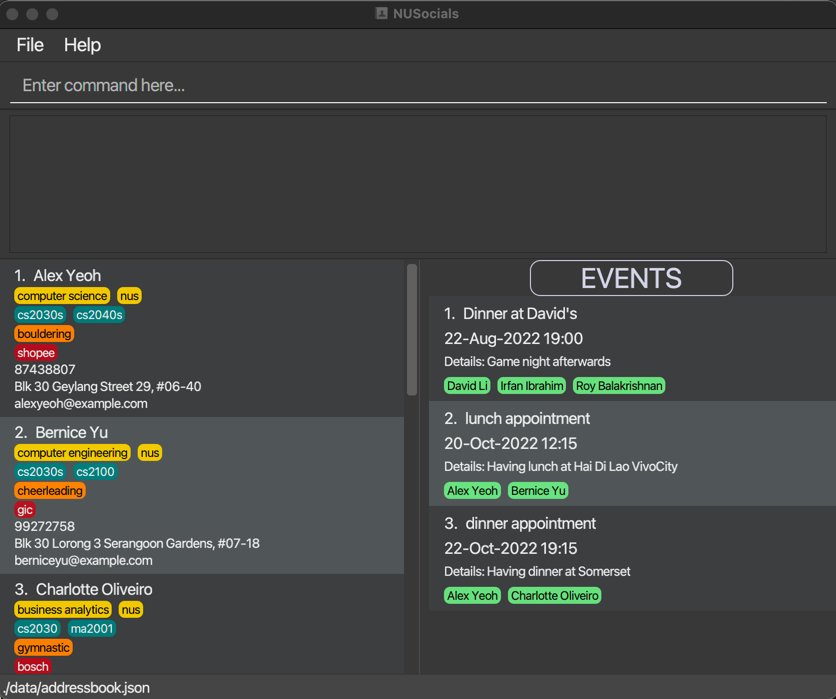 NUSocials
File Help
Enter command here...
1. Alex Yeoh
computer science nus
cs2030s cs2040s
bouldering
shopee
87438807
Blk 30 Geylang Street 29, #06-40
alexyeoh@example.com
2. Bernice Yu
computer engineering nus
cs2030s cs2100
cheerleading
gic
99272758
Blk 30 Lorong 3 Serangoon Gardens, #07-18
berniceyu@example.com
3. Charlotte Oliveiro
business analytics nus
cs2030 ma2001
gymnastic
bosch
EVENTS
1. Dinner at David's
22-Aug-2022 19:00
Details: Game night afterwards
David Li Irfan Ibrahim Roy Balakrishnan
2. lunch appointment
20-Oct-2022 12:15
Details: Having lunch at Hai Di Lao VivoCity
Alex Yeoh Bernice Yu
3. dinner appointment
22-Oct-2022 19:15
Details: Having dinner at Somerset
Alex Yeoh Charlotte Oliveiro
./data/addressbook.json